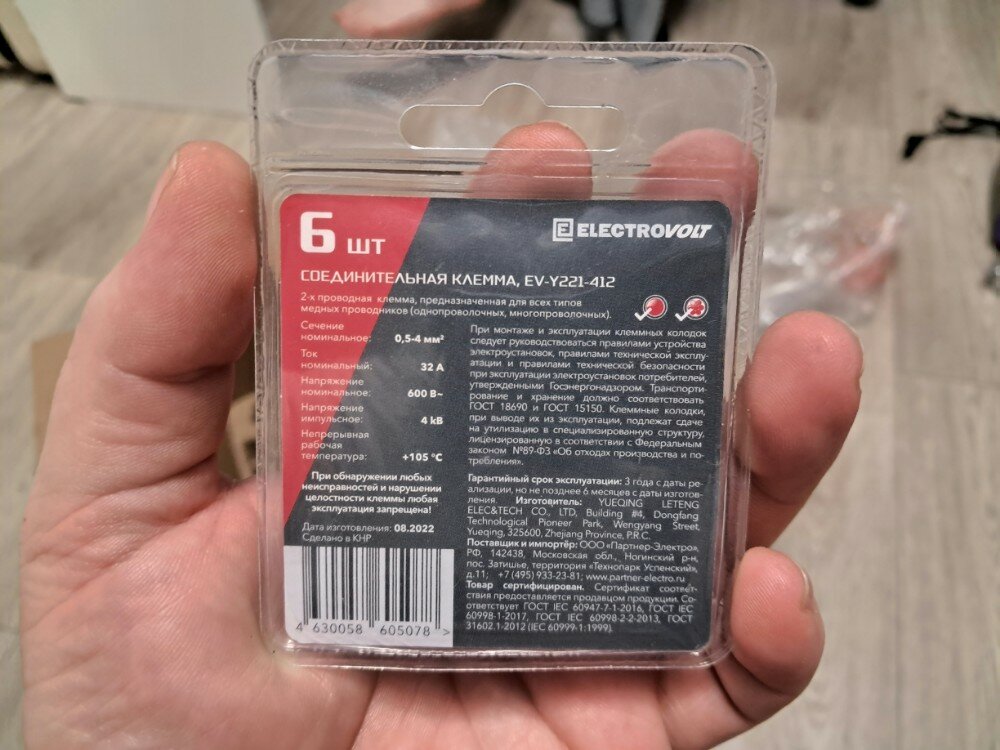 6 шт
ELECTROVOLT
СОЕДИНИТЕЛЬНАЯ КЛЕММА, EV-Y221-412
2-х проводная клемма, предназначенная для всех типов
медных проводников (однопроволочных, многопроволочных).
Сечение
номинальное: 0,5-4 мм²
Ток
номинальный: 32 А
Напряжение
номинальное: 600 В~
Напряжение
импульсное: 4 kB
Непрерывная
рабочая
температура: +105 °С
При обнаружении любых
неисправностей и нарушении
целостности клеммы любая
эксплуатация запрещена!
Дата изготовления: 08.2022
Сделано в КНР
4 630058 605078 >
При монтаже и эксплуатации клеммных колодок
следует руководствоваться правилами устройства
электроустановок, правилами технической эксплу-
атации и правилами технической безопасности
при эксплуатации электроустановок потребителей,
утвержденными Госэнергонадзором. Транспорти-
рование и хранение должно соответствовать
ГОСТ 18690 и ГОСТ 15150. Клеммные колодки,
при выводе их из эксплуатации, подлежат сдаче
на утилизацию в специализированную структуру,
лицензированную в соответствии с Федеральным
законом №89-ФЗ «Об отходах производства и по-
требления».
Гарантийный срок эксплуатации: 3 года с даты ре-
ализации, но не позднее 6 месяцев с даты изготов-
ления. Изготовитель: YUEQING LETENG
ELEC&TECH CO., LTD, Building #4, Dongfang
Technological Pioneer Park, Wengyang Street,
Yueqing, 325600, Zhejiang Province, P.R.C.
Поставщик и импортёр: ООО «Партнер-Электро»,
РФ, 142438, Московская обл., Ногинский р-н,
пос. Затишье, территория «Технопарк Успенский»,
д.11; +7 (495) 933-23-81; www.partner-electro.ru
Товар сертифицирован. Сертификат соответ-
ствия предоставляется продавцом продукции. Со-
ответствует ГОСТ IEC 60947-7-1-2016, ГОСТ IEC
60998-1-2017, ГОСТ IEC 60998-2-2-2013, ГОСТ
31602.1-2012 (IEC 60999-1:1999).